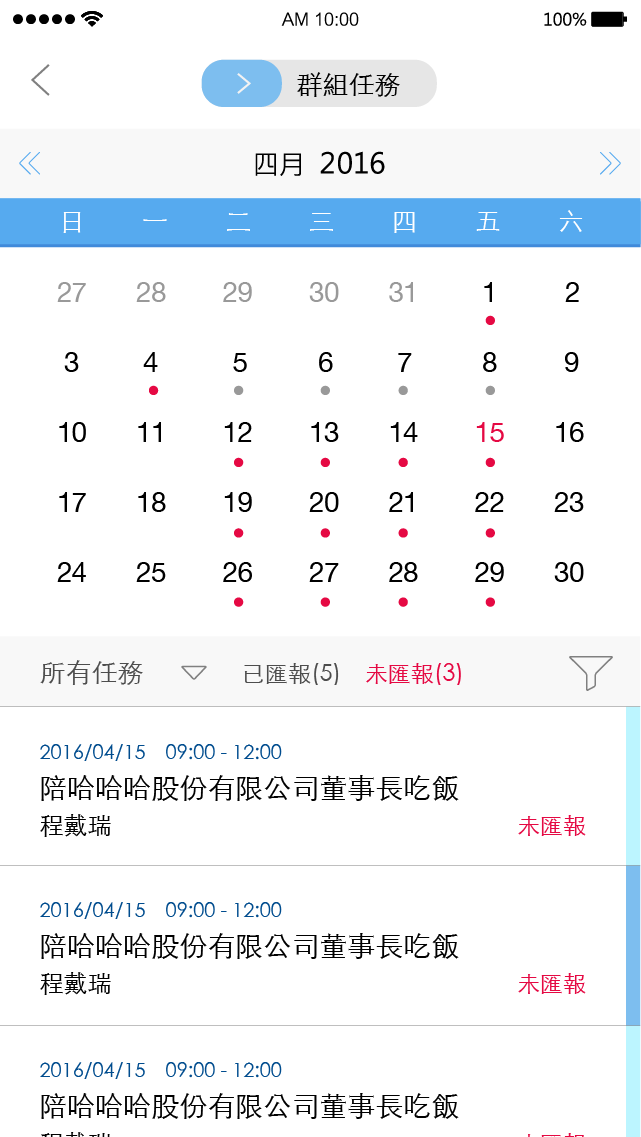 AM 10:00 100%
群組任務
四月 2016
日 一 二 三 四 五 六
27 28 29 30 31 1 2
3 4 5 6 7 8 9
10 11 12 13 14 15 16
17 18 19 20 21 22 23
24 25 26 27 28 29 30
所有任務 已匯報(5) 未匯報(3)
2016/04/15 09:00 - 12:00
陪哈哈哈股份有限公司董事長吃飯
程戴瑞 未匯報
2016/04/15 09:00 - 12:00
陪哈哈哈股份有限公司董事長吃飯
程戴瑞 未匯報
2016/04/15 09:00 - 12:00
陪哈哈哈股份有限公司董事長吃飯